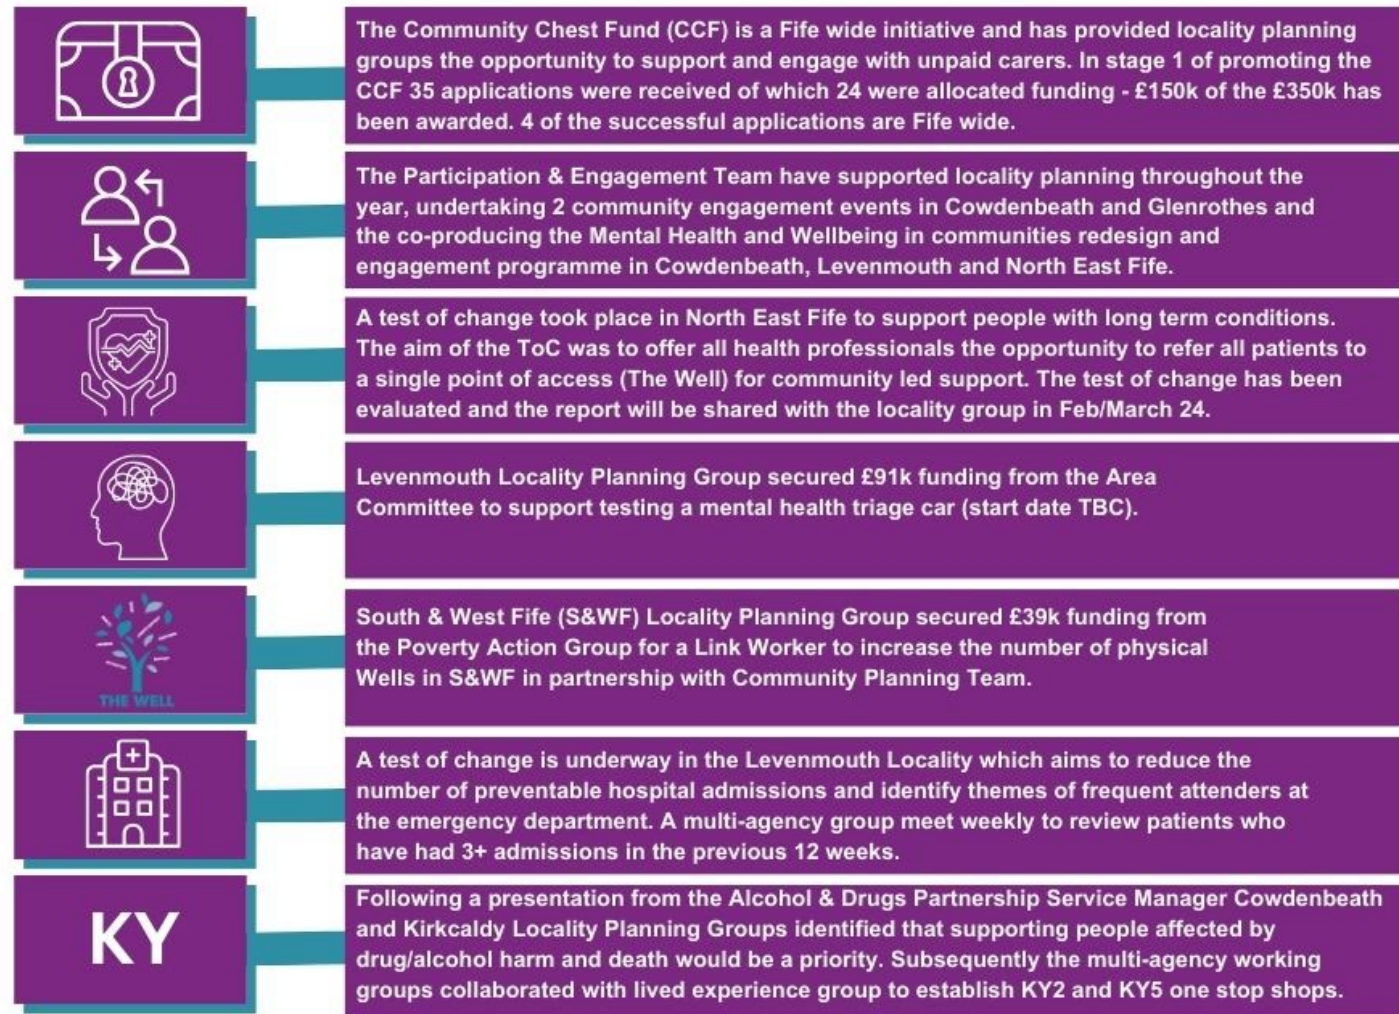 The Community Chest Fund (CCF) is a Fife wide initiative and has provided locality planning
groups the opportunity to support and engage with unpaid carers. In stage 1 of promoting the
CCF 35 applications were received of which 24 were allocated funding - £150k of the £350k has
been awarded. 4 of the successful applications are Fife wide.
The Participation & Engagement Team have supported locality planning throughout the
year, undertaking 2 community engagement events in Cowdenbeath and Glenrothes and
the co-producing the Mental Health and Wellbeing in communities redesign and
engagement programme in Cowdenbeath, Levenmouth and North East Fife.
A test of change took place in North East Fife to support people with long term conditions.
The aim of the ToC was to offer all health professionals the opportunity to refer all patients to
a single point of access (The Well) for community led support. The test of change has been
evaluated and the report will be shared with the locality group in Feb/March 24.
Levenmouth Locality Planning Group secured £91k funding from the Area
Committee to support testing a mental health triage car (start date TBC).
THE WELL
South & West Fife (S&WF) Locality Planning Group secured £39k funding from
the Poverty Action Group for a Link Worker to increase the number of physical
Wells in S&WF in partnership with Community Planning Team.
A test of change is underway in the Levenmouth Locality which aims to reduce the
number of preventable hospital admissions and identify themes of frequent attenders at
the emergency department. A multi-agency group meet weekly to review patients who
have had 3+ admissions in the previous 12 weeks.
KY
Following a presentation from the Alcohol & Drugs Partnership Service Manager Cowdenbeath
and Kirkcaldy Locality Planning Groups identified that supporting people affected by
drug/alcohol harm and death would be a priority. Subsequently the multi-agency working
groups collaborated with lived experience group to establish KY2 and KY5 one stop shops.